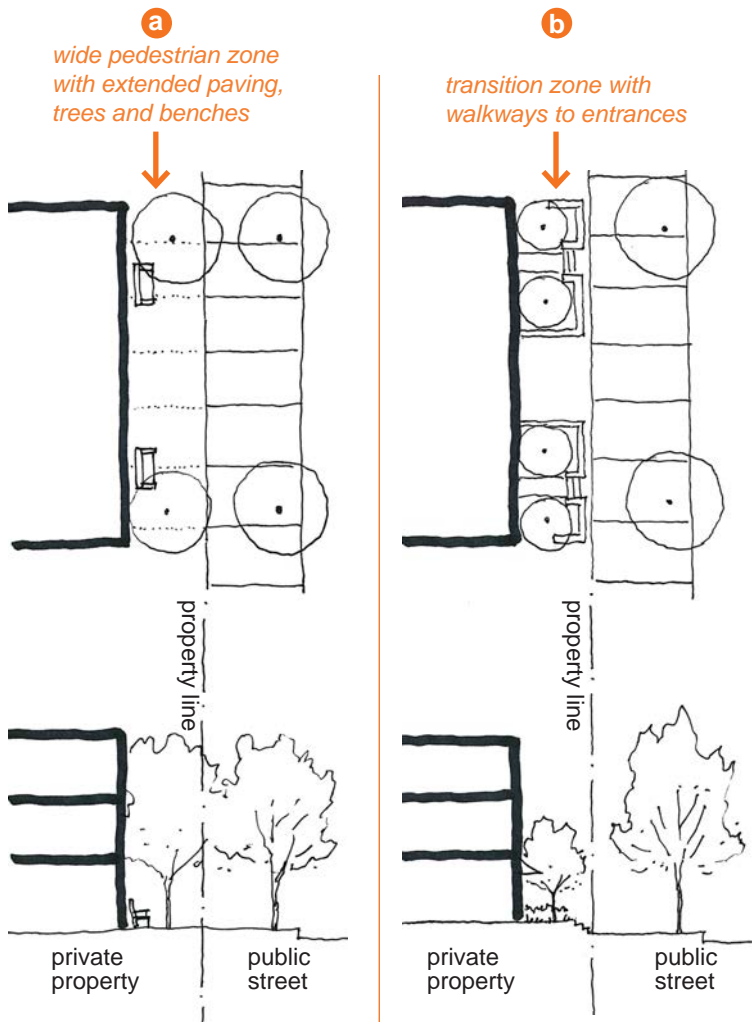 a
wide pedestrian zone
with extended paving,
trees and benches
property line
private
property
public
street
b
transition zone with
walkways to entrances
property line
private
property
public
street